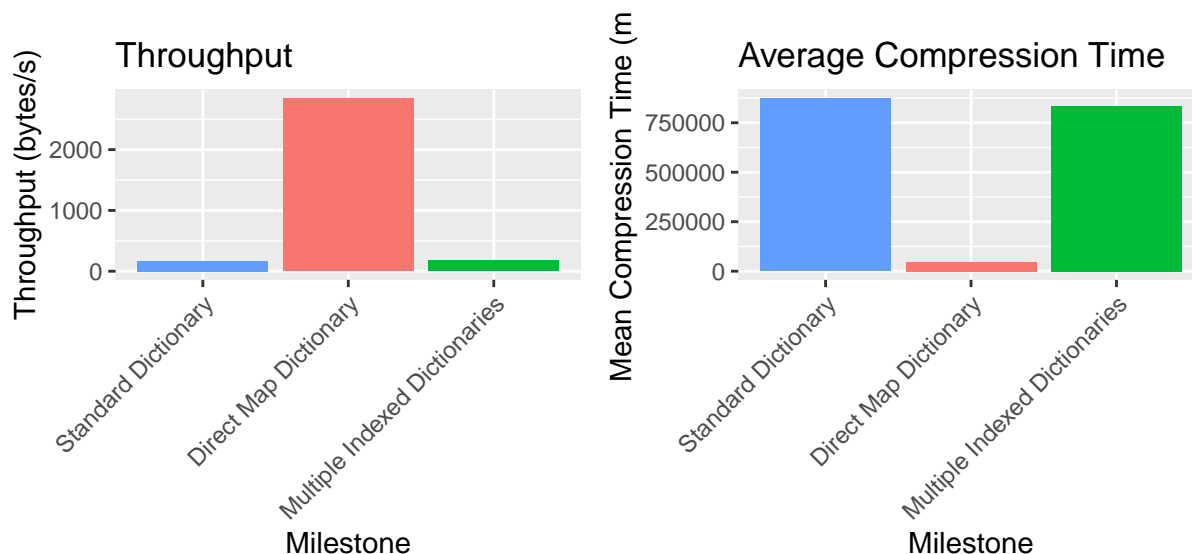 Throughput
Throughput (bytes/s)
2000
1000
0
Standard Dictionary
Direct Map Dictionary
Multiple Indexed Dictionaries
Milestone
Average Compression Time
Mean Compression Time (m
750000
500000
250000
0
Standard Dictionary
Direct Map Dictionary
Multiple Indexed Dictionaries
Milestone